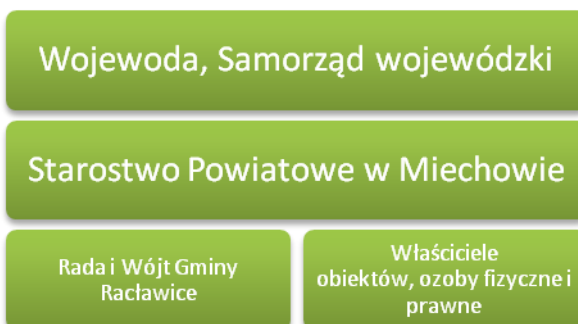 Wojewoda, Samorząd wojewódzki
Starostwo Powiatowe w Miechowie
Rada i Wójt Gminy
Racławice
Właściciele
obiektów, ozoby fizyczne i
prawne